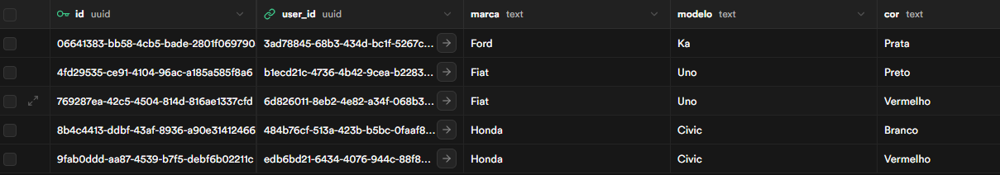 id uuid user_id uuid marca text modelo text cor text
06641383-bb58-4cb5-bade-2801f069790 3ad78845-68b3-434d-bc1f-5267c... Ford Ka Prata
4fd29535-ce91-4104-96ac-a185a585f8a6 b1ecd21c-4736-4b42-9cea-b2283... Fiat Uno Preto
769287ea-42c5-4504-814d-816ae1337cfd 6d826011-8eb2-4e82-a34f-068b3... Fiat Uno Vermelho
8b4c4413-ddbf-43af-8936-a90e31412466 484b76cf-513a-423b-b5bc-0faaf8... Honda Civic Branco
9fab0ddd-aa87-4539-b7f5-debf6b02211c edb6bd21-6434-4076-944c-88f8... Honda Civic Vermelho